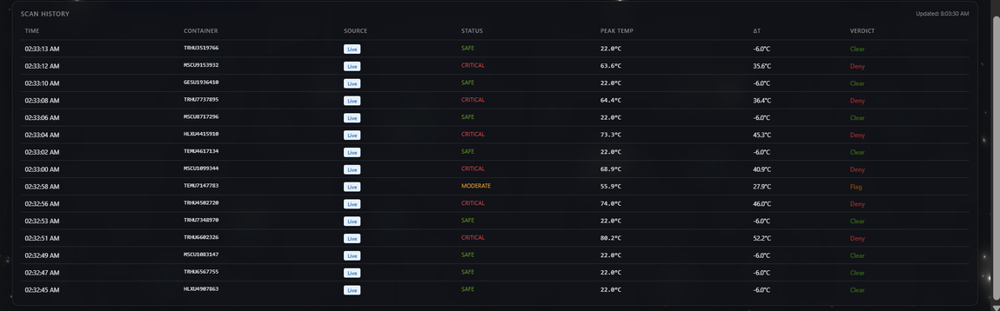 SCAN HISTORY Updated: 8:03:30 AM
TIME CONTAINER SOURCE STATUS PEAK TEMP ΔT VERDICT
02:33:13 AM TRHU3519766 Live SAFE 22.0°C -6.0°C Clear
02:33:12 AM MSCU9153932 Live CRITICAL 63.6°C 35.6°C Deny
02:33:10 AM GESU1936410 Live SAFE 22.0°C -6.0°C Clear
02:33:08 AM TRHU7737895 Live CRITICAL 64.4°C 36.4°C Deny
02:33:06 AM MSCU8717296 Live SAFE 22.0°C -6.0°C Clear
02:33:04 AM HLXU4415910 Live CRITICAL 73.3°C 45.3°C Deny
02:33:02 AM TEMU4617134 Live SAFE 22.0°C -6.0°C Clear
02:33:00 AM MSCU1099344 Live CRITICAL 68.9°C 40.9°C Deny
02:32:58 AM TEMU7147783 Live MODERATE 55.9°C 27.9°C Flag
02:32:56 AM TRHU4502720 Live CRITICAL 74.0°C 46.0°C Deny
02:32:53 AM TRHU7348970 Live SAFE 22.0°C -6.0°C Clear
02:32:51 AM TRHU6602326 Live CRITICAL 80.2°C 52.2°C Deny
02:32:49 AM MSCU1083147 Live SAFE 22.0°C -6.0°C Clear
02:32:47 AM TRHU6567755 Live SAFE 22.0°C -6.0°C Clear
02:32:45 AM HLXU4907863 Live SAFE 22.0°C -6.0°C Clear